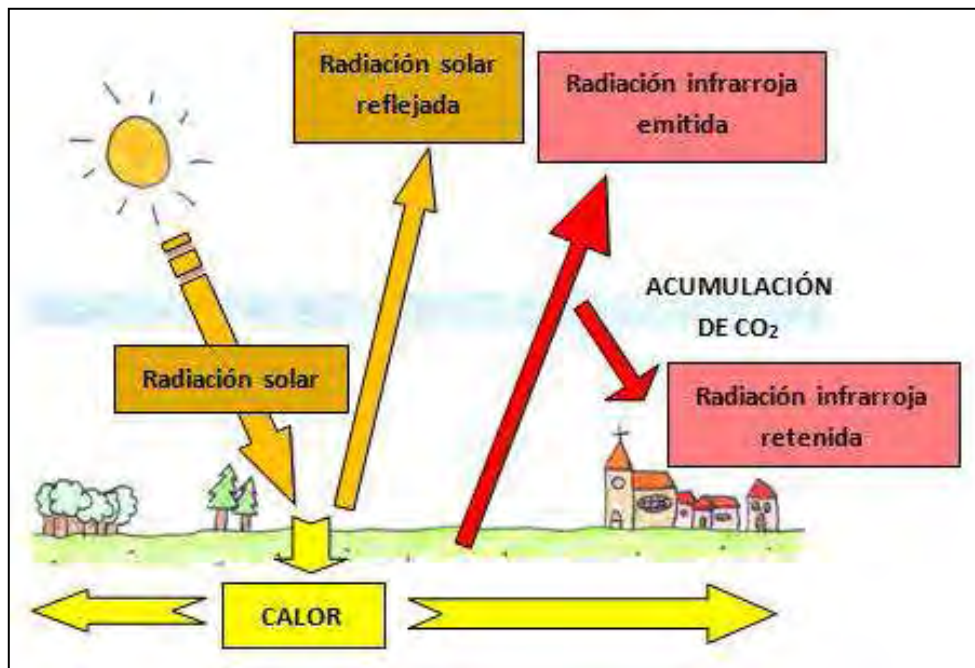 Radiación solar
reflejada
Radiación infrarroja
emitida
ACUMULACIÓN
DE CO₂
Radiación solar
Radiación infrarroja
retenida
CALOR